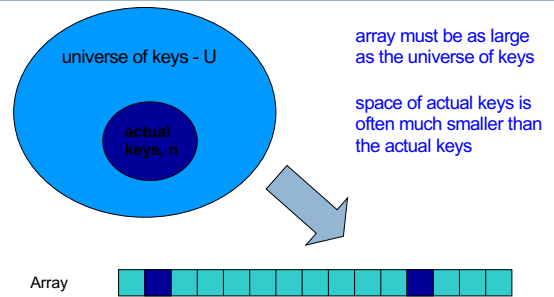 universe of keys - U
actual
keys, n
array must be as large
as the universe of keys
space of actual keys is
often much smaller than
the actual keys
Array